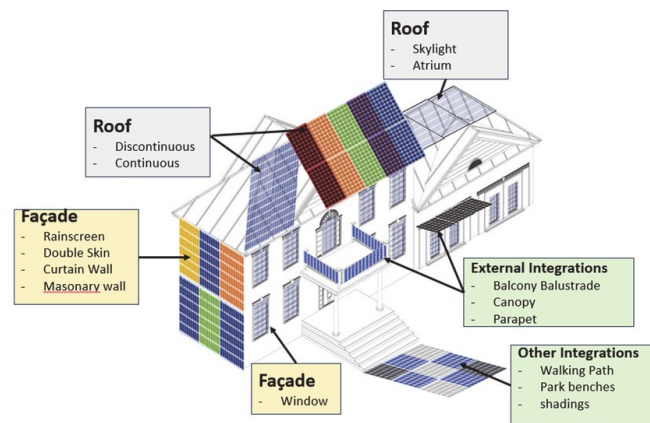 Roof
- Skylight
- Atrium
Roof
- Discontinuous
- Continuous
Façade
- Rainscreen
- Double Skin
- Curtain Wall
- Masonary wall
External Integrations
- Balcony Balustrade
- Canopy
- Parapet
Façade
- Window
Other Integrations
- Walking Path
- Park benches
- shadings